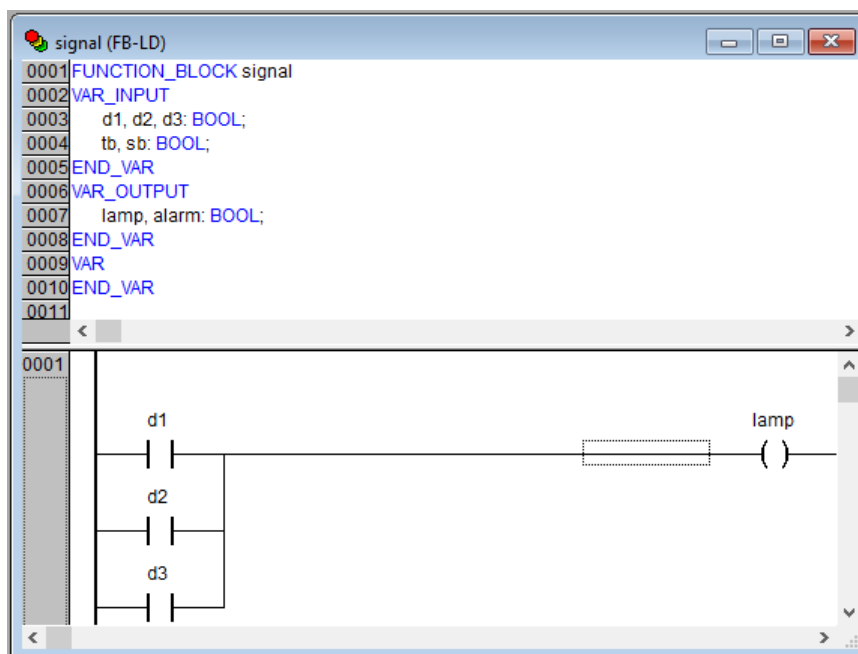 signal (FB-LD)
0001 FUNCTION_BLOCK signal
0002 VAR_INPUT
0003 d1, d2, d3: BOOL;
0004 tb, sb: BOOL;
0005 END_VAR
0006 VAR_OUTPUT
0007 lamp, alarm: BOOL;
0008 END_VAR
0009 VAR
0010 END_VAR
0011
0001
d1 lamp
d2
d3